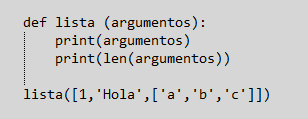 def lista (argumentos):
    print(argumentos)
    print(len(argumentos))
lista([1,'Hola',['a','b','c']])